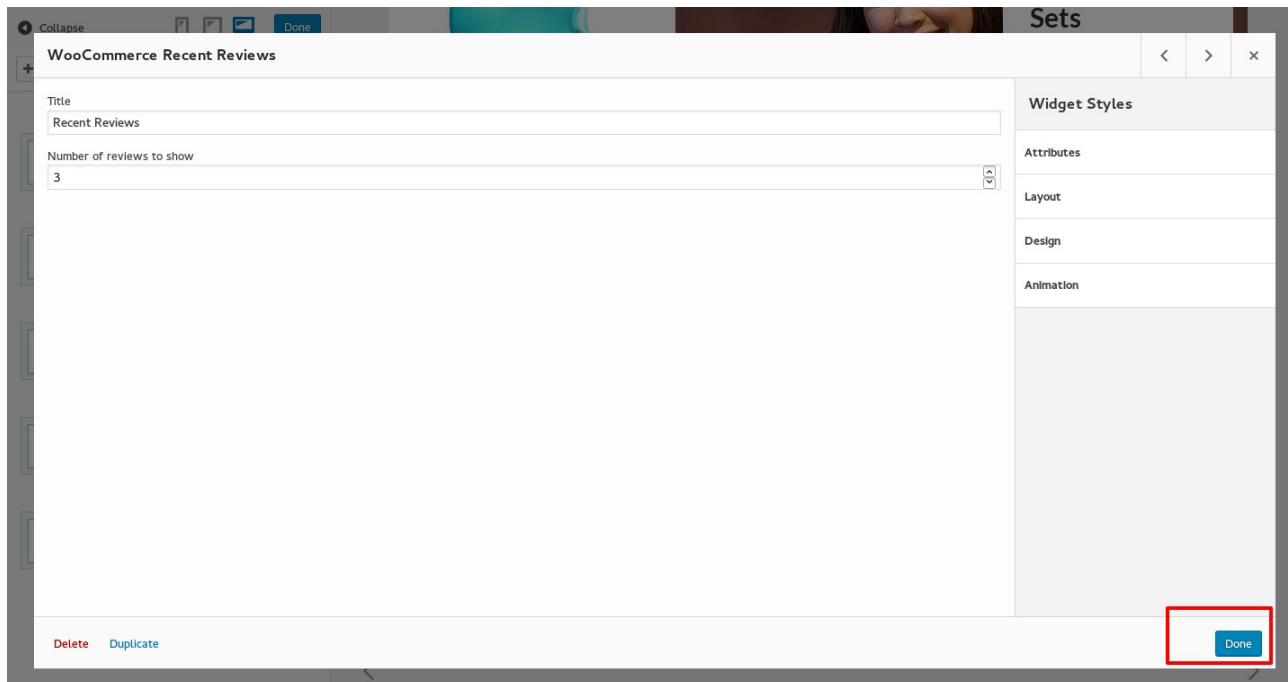 Collapse
Done
Sets
WooCommerce Recent Reviews
Title
Recent Reviews
Number of reviews to show
3
Widget Styles
Attributes
Layout
Design
Animation
Delete Duplicate
Done